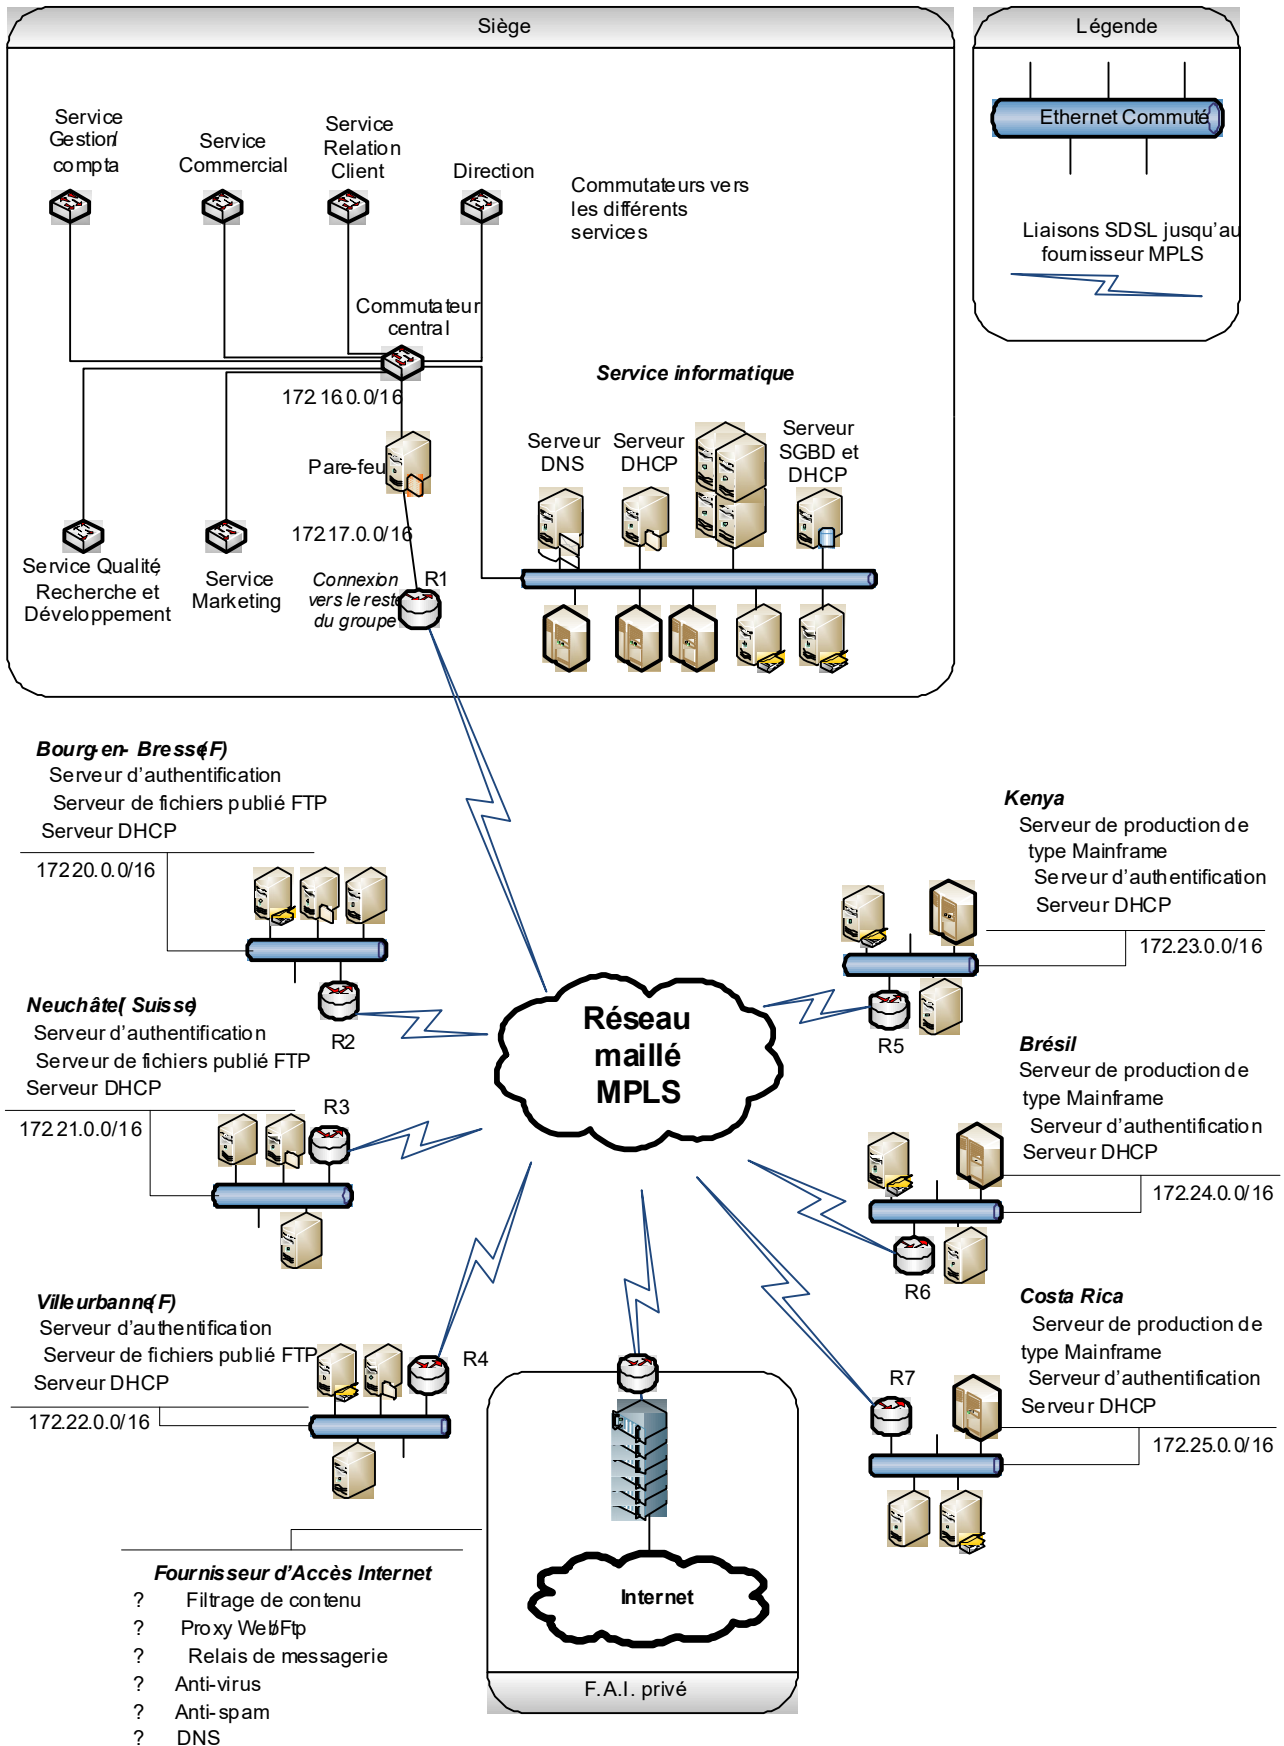 Siège
Légende
Ethernet Commuté
Liaisons SDSL jusqu'au
fournisseur MPLS
Service
Gestion/
compta
Service
Commercial
Service
Relation
Client
Direction
Commutateurs vers
les différents
services
Commutateur
central
172.16.0.0/16
Service informatique
Pare-feu
Serveur
DNS
Serveur
DHCP
Serveur
SGBD et
DHCP
172 17.0.0/16
Service Qualité,
Recherche et
Développement
Service
Marketing
Connexion
vers le reste
du groupe
R1
Bourg-en- Bresse(F)
Serveur d'authentification
Serveur de fichiers publié FTP
Serveur DHCP
172 20.0.0/16
R2
Neuchâtel( Suisse)
Serveur d'authentification
Serveur de fichiers publié FTP
Serveur DHCP
172 21.0.0/16
R3
Villeurbanne(F)
Serveur d'authentification
Serveur de fichiers publié FTP
Serveur DHCP
172.22.0.0/16
R4
Réseau
maillé
MPLS
Kenya
Serveur de production de
type Mainframe
Serveur d'authentification
Serveur DHCP
172.23.0.0/16
R5
Brésil
Serveur de production de
type Mainframe
Serveur d'authentification
Serveur DHCP
172.24.0.0/16
R6
Costa Rica
Serveur de production de
type Mainframe
Serveur d'authentification
Serveur DHCP
172.25.0.0/16
R7
Fournisseur d'Accès Internet
? Filtrage de contenu
? Proxy Web/Ftp
? Relais de messagerie
? Anti-virus
? Anti-spam
? DNS
Internet
F.A.I. privé